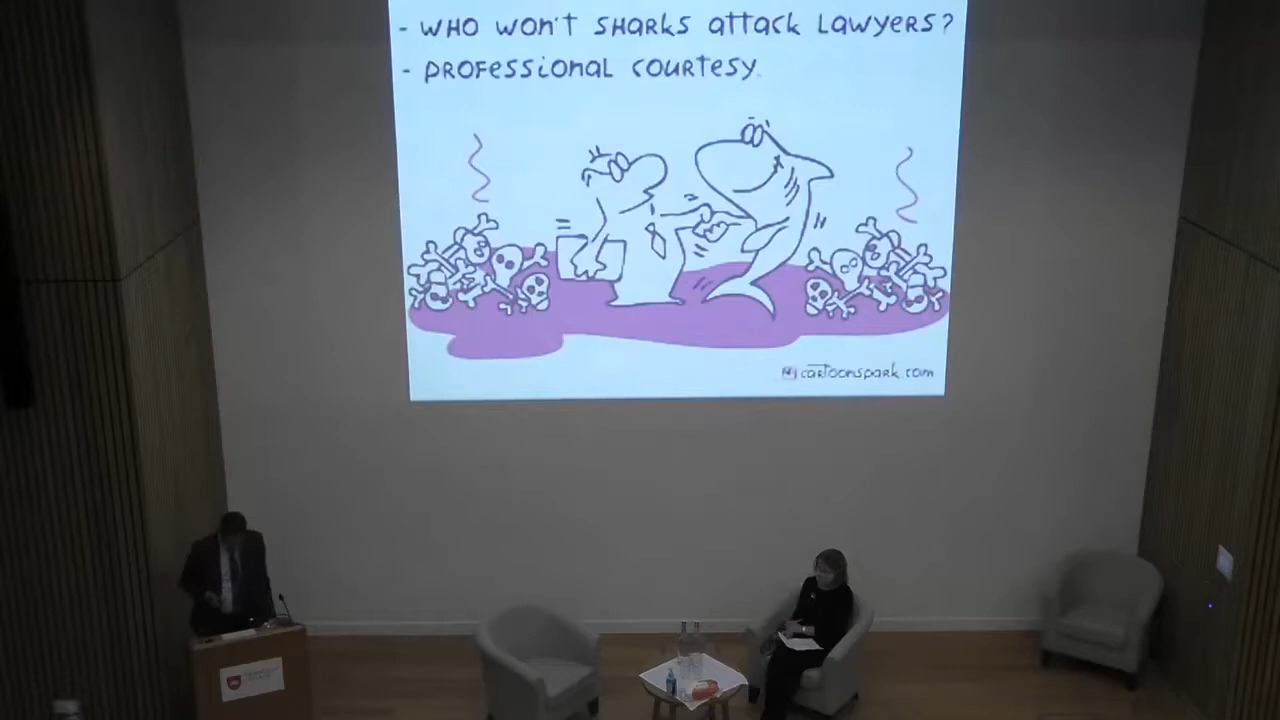 - WHO WON'T SHARKS ATTACK LAWYERS?
- PROFESSIONAL COURTESY.
cartoonspark.com